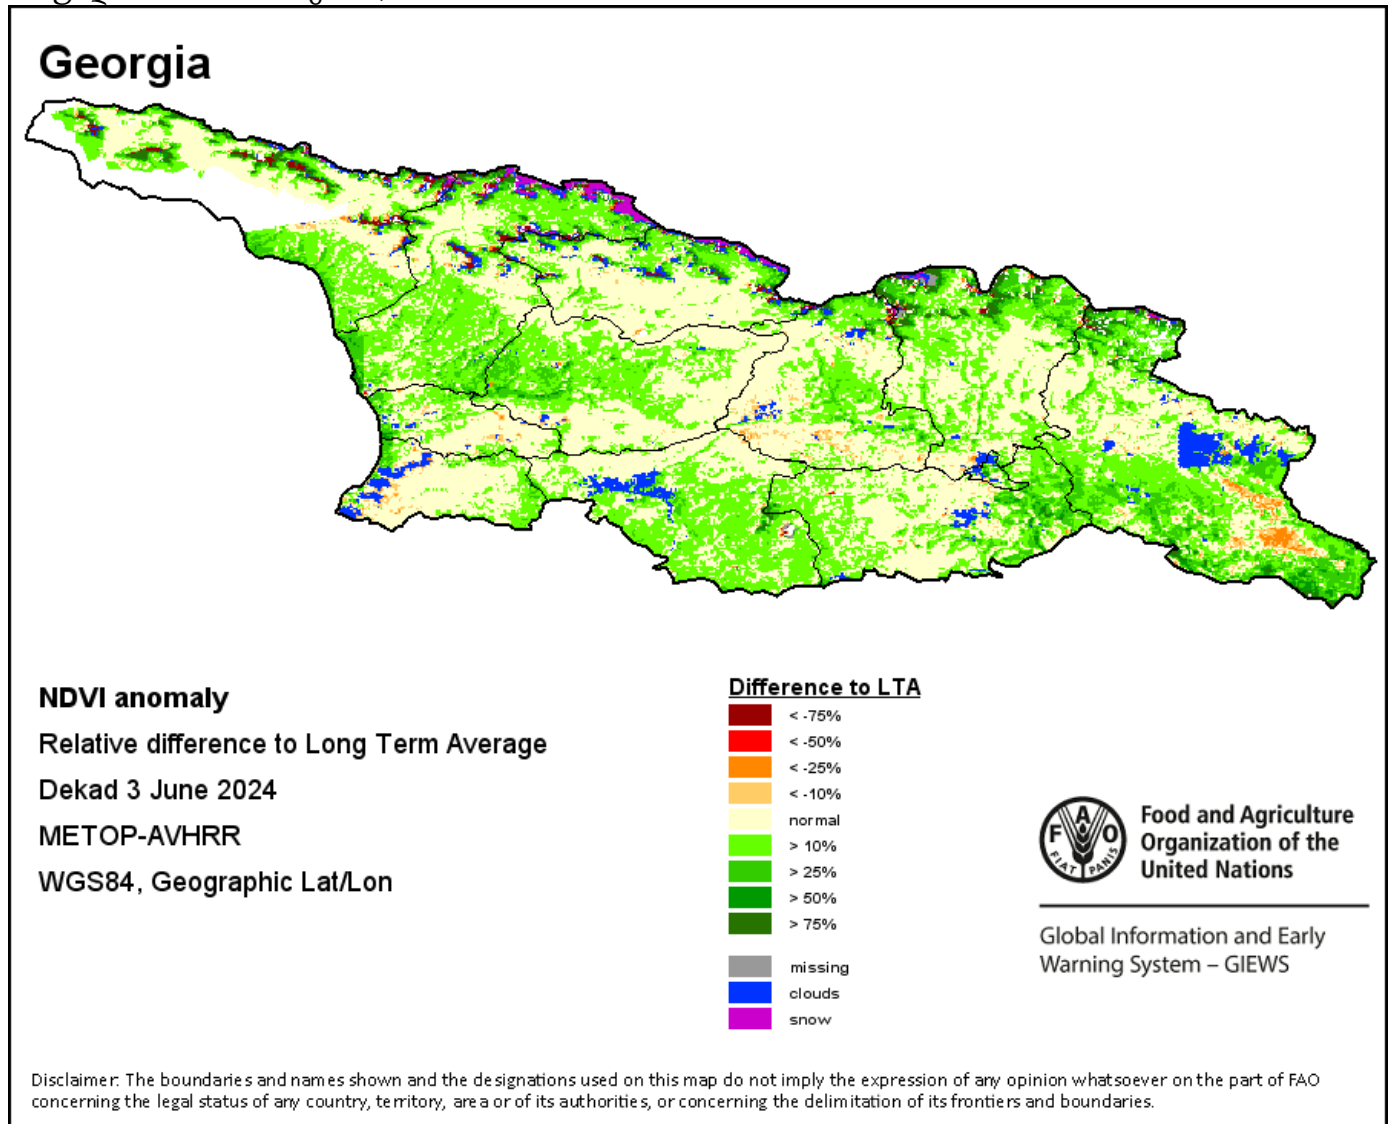 Georgia
NDVI anomaly
Relative difference to Long Term Average
Dekad 3 June 2024
METOP-AVHRR
WGS84, Geographic Lat/Lon
Difference to LTA
< -75%
< -50%
< -25%
< -10%
normal
> 10%
> 25%
> 50%
> 75%
missing
clouds
snow
F A O
FIAT PANIS
Food and Agriculture
Organization of the
United Nations
Global Information and Early
Warning System – GIEWS
Disclaimer: The boundaries and names shown and the designations used on this map do not imply the expression of any opinion whatsoever on the part of FAO
concerning the legal status of any country, territory, area or of its authorities, or concerning the delimitation of its frontiers and boundaries.